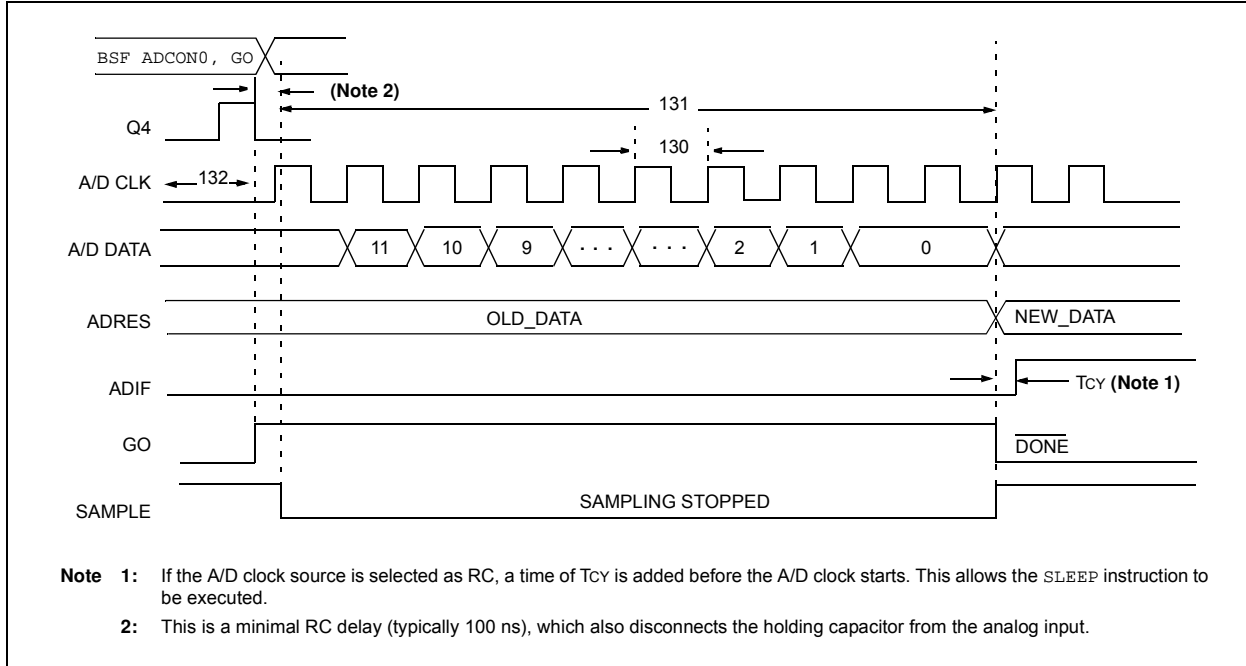 BSF ADCON0, GO
(Note 2)
131
Q4
130
A/D CLK
132
A/D DATA
11 10 9 . . . . . . 2 1 0
ADRES
OLD_DATA
NEW_DATA
ADIF
TCY (Note 1)
GO
DONE
SAMPLE
SAMPLING STOPPED
Note 1: If the A/D clock source is selected as RC, a time of TCY is added before the A/D clock starts. This allows the SLEEP instruction to
be executed.
2: This is a minimal RC delay (typically 100 ns), which also disconnects the holding capacitor from the analog input.